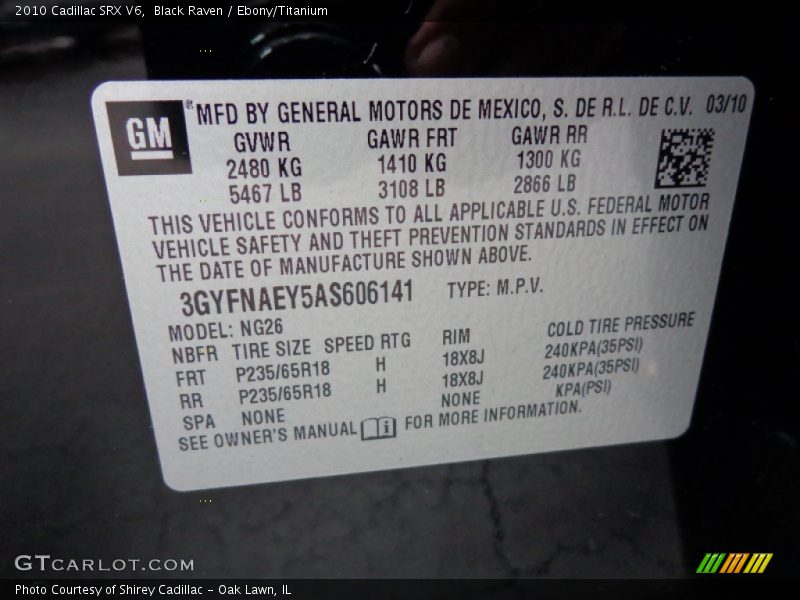 2010 Cadillac SRX V6, Black Raven / Ebony/Titanium
GM ® MFD BY GENERAL MOTORS DE MEXICO, S. DE R.L. DE C.V. 03/10
GVWR GAWR FRT GAWR RR
2480 KG 1410 KG 1300 KG
5467 LB 3108 LB 2866 LB
THIS VEHICLE CONFORMS TO ALL APPLICABLE U.S. FEDERAL MOTOR
VEHICLE SAFETY AND THEFT PREVENTION STANDARDS IN EFFECT ON
THE DATE OF MANUFACTURE SHOWN ABOVE.
3GYFNAEY5AS606141 TYPE: M.P.V.
MODEL: NG26
NBFR TIRE SIZE SPEED RTG RIM COLD TIRE PRESSURE
FRT P235/65R18 H 18X8J 240KPA(35PSI)
RR P235/65R18 H 18X8J 240KPA(35PSI)
SPA NONE NONE KPA(PSI)
SEE OWNER'S MANUAL i FOR MORE INFORMATION.
GTCARLOT.COM
Photo Courtesy of Shirey Cadillac - Oak Lawn, IL